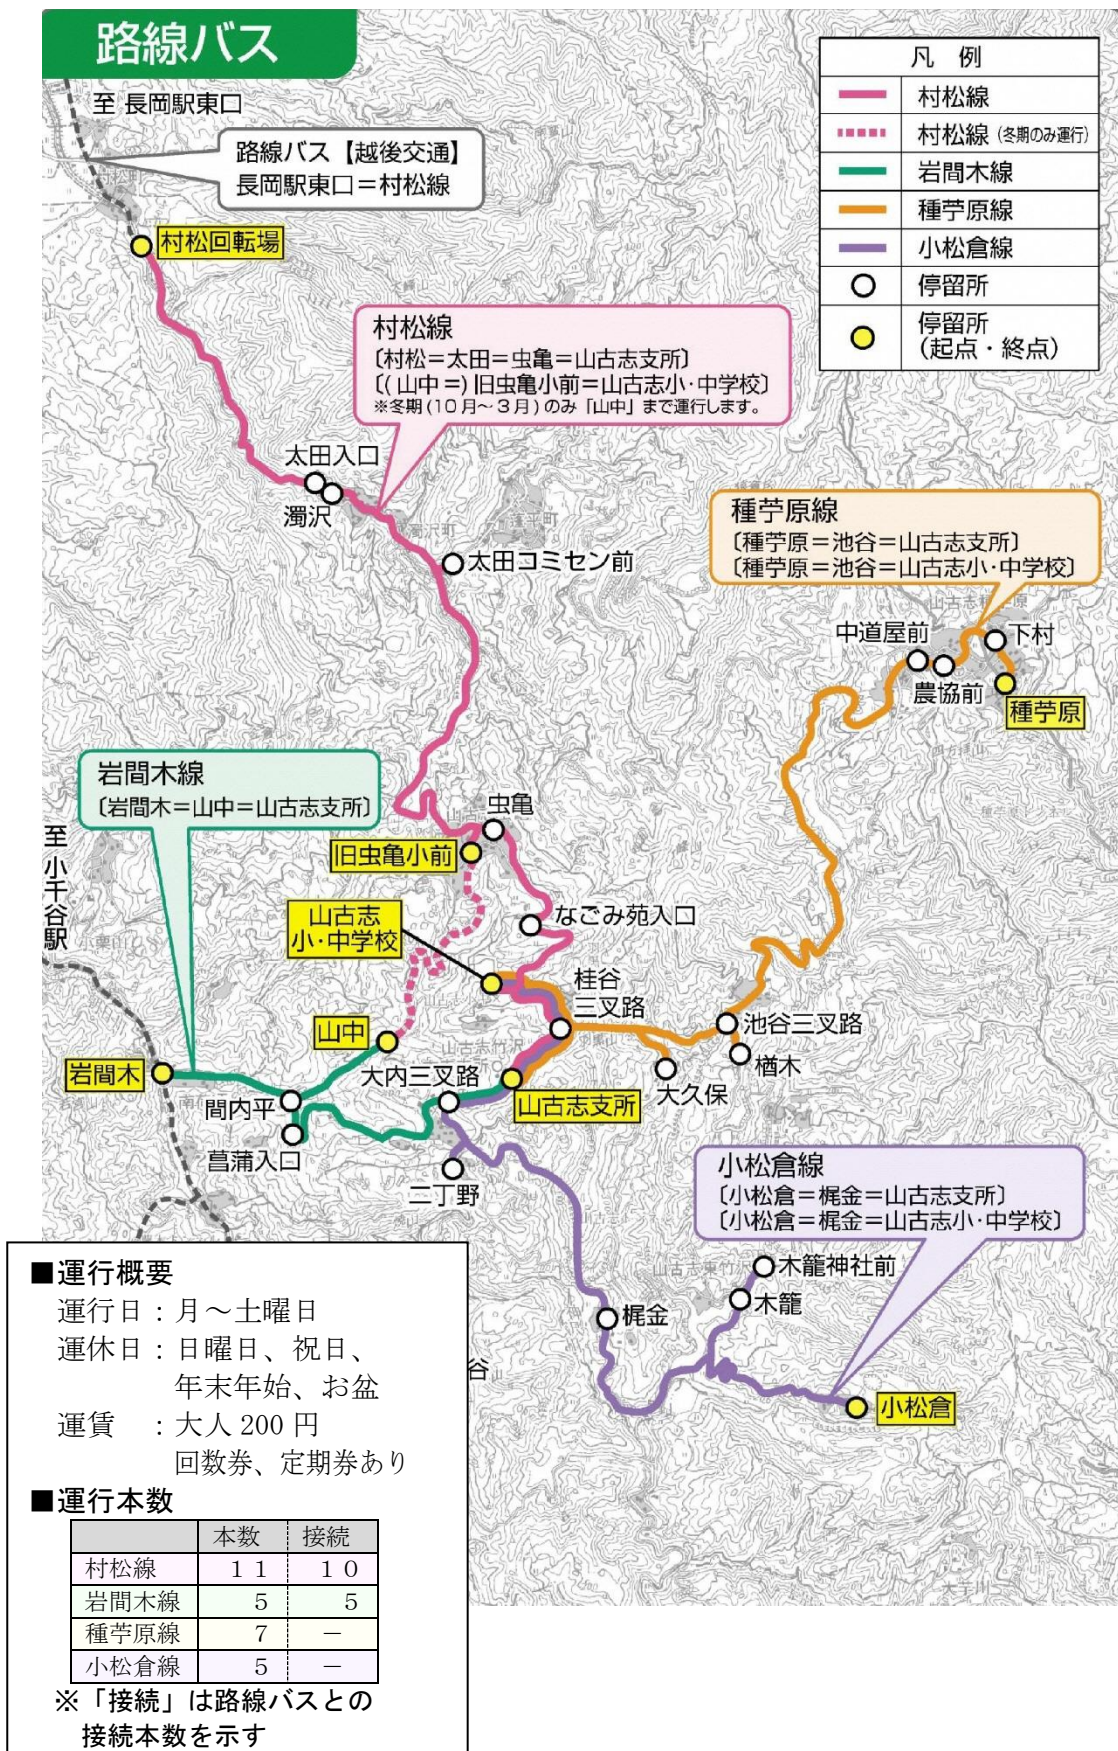 路線バス
至 長岡駅東口
路線バス【越後交通】
長岡駅東口＝村松線
凡 例
村松線
村松線（冬期のみ運行）
岩間木線
種苧原線
小松倉線
停留所
停留所
（起点・終点）
村松回転場
村松線
〔村松＝太田＝虫亀＝山古志支所〕
〔(山中＝)旧虫亀小前＝山古志小・中学校〕
※冬期(10月～3月)のみ「山中」まで運行します。
太田入口
濁沢
太田コミセン前
種苧原線
〔種苧原＝池谷＝山古志支所〕
〔種苧原＝池谷＝山古志小・中学校〕
中道屋前
下村
農協前
種苧原
岩間木線
〔岩間木＝山中＝山古志支所〕
至 小千谷駅
虫亀
旧虫亀小前
山古志
小・中学校
なごみ苑入口
桂谷
三叉路
山中
池谷三叉路
楢木
大久保
岩間木
大内三叉路
山古志支所
間内平
菖蒲入口
二丁野
小松倉線
〔小松倉＝梶金＝山古志支所〕
〔小松倉＝梶金＝山古志小・中学校〕
木籠神社前
木籠
梶金
小松倉
谷
■運行概要
運行日：月～土曜日
運休日：日曜日、祝日、
年末年始、お盆
運賃　：大人 200 円
回数券、定期券あり
■運行本数
本数 接続
村松線 １１ １０
岩間木線 ５ ５
種苧原線 ７ －
小松倉線 ５ －
※「接続」は路線バスとの
接続本数を示す